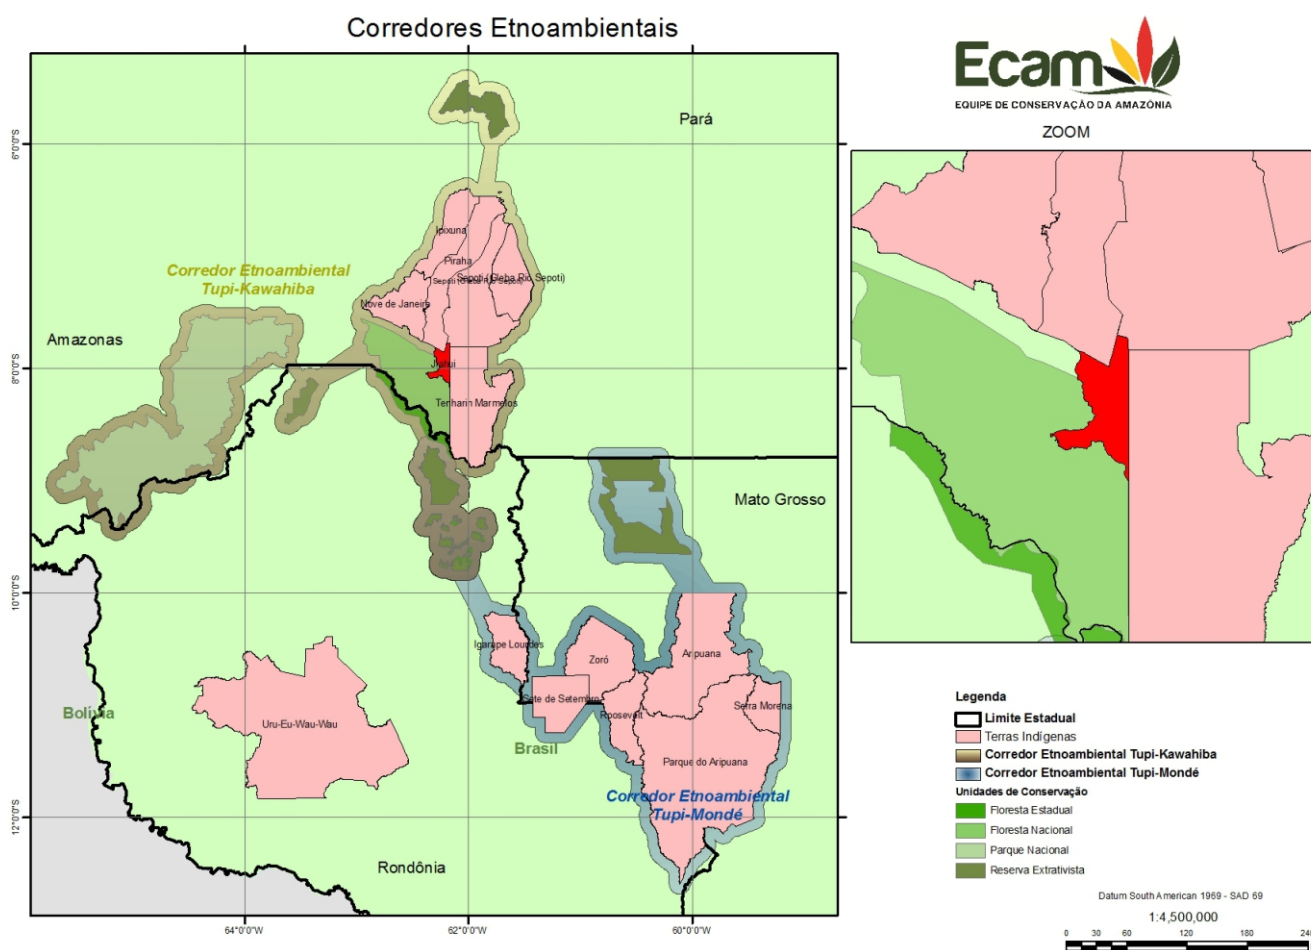 Corredores Etnoambientais
Ecam
EQUIPE DE CONSERVAÇÃO DA AMAZÔNIA
ZOOM
6°0'0"S
8°0'0"S
10°0'0"S
12°0'0"S
64°0'0"W
62°0'0"W
60°0'0"W
Pará
Ipixuna
Piraha
Sepoti (Gleba Rio Sepoti)
Sepoti (Gleba Rio Sepoti)
Nove de Janeiro
Corredor Etnoambiental
Tupi-Kawahiba
Amazonas
Jiahui
Tenharin Marmelos
Mato Grosso
Igarape Lourdes
Zoró
Aripuana
Sete de Setembro
Roosevelt
Serra Morena
Bolívia
Uru-Eu-Wau-Wau
Brasil
Parque do Aripuana
Corredor Etnoambiental
Tupi-Mondé
Rondônia
Legenda
Limite Estadual
Terras Indígenas
Corredor Etnoambiental Tupi-Kawahiba
Corredor Etnoambiental Tupi-Mondé
Unidades de Conservação
Floresta Estadual
Floresta Nacional
Parque Nacional
Reserva Extrativista
Datum South American 1969 - SAD 69
1:4,500,000
0 30 60 120 180